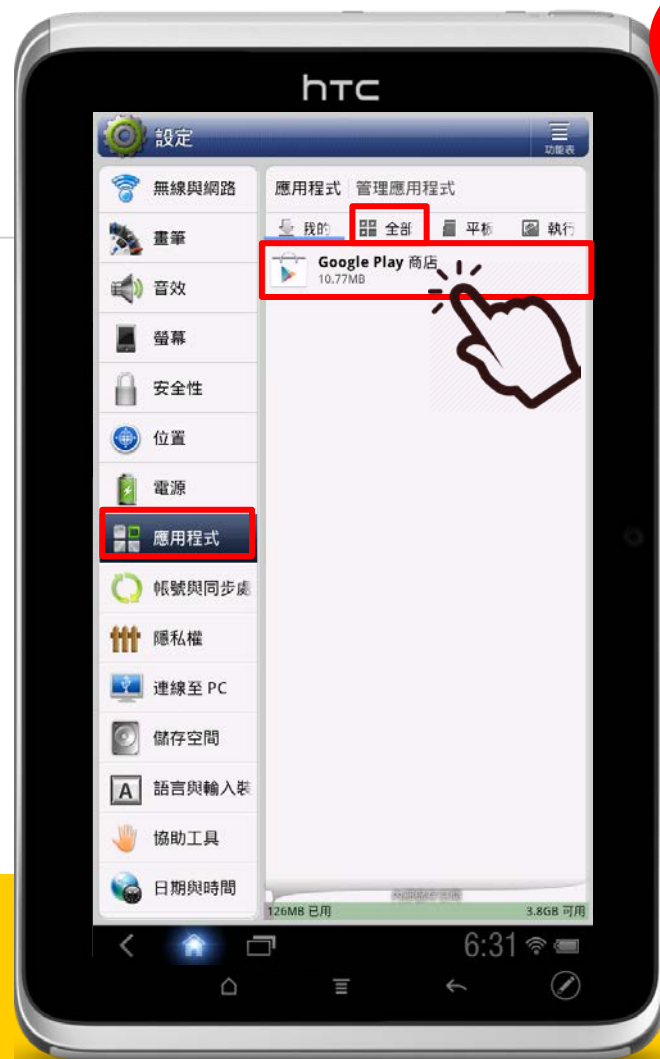 hTC
設定
功能表
無線與網路
畫筆
音效
螢幕
安全性
位置
電源
應用程式
帳號與同步處
隱私權
連線至 PC
儲存空間
A 語言與輸入裝
協助工具
日期與時間
應用程式 管理應用程式
我的 全部 平板 執行
Google Play 商店
10.77MB
126MB 已用 3.8GB 可用
6:31